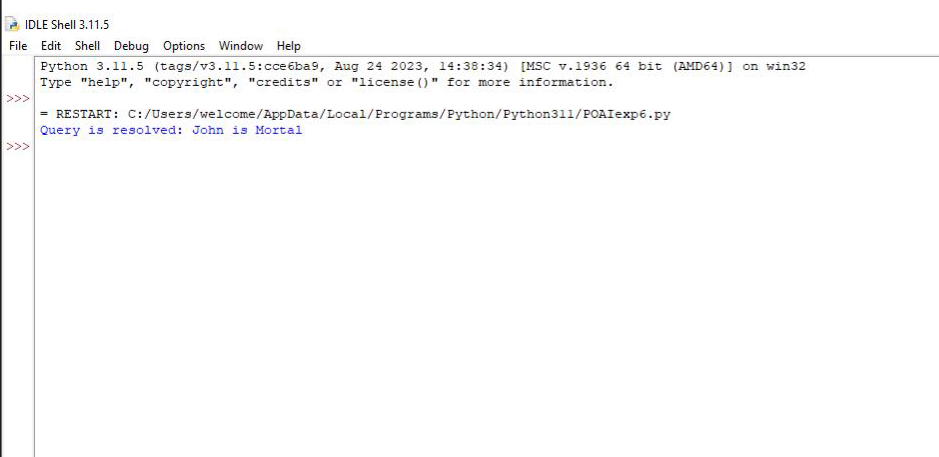 IDLE Shell 3.11.5
File Edit Shell Debug Options Window Help
Python 3.11.5 (tags/v3.11.5:cce6ba9, Aug 24 2023, 14:38:34) [MSC v.1936 64 bit (AMD64)] on win32
Type "help", "copyright", "credits" or "license()" for more information.
>>>
= RESTART: C:/Users/welcome/AppData/Local/Programs/Python/Python311/POAIexp6.py
Query is resolved: John is Mortal
>>>